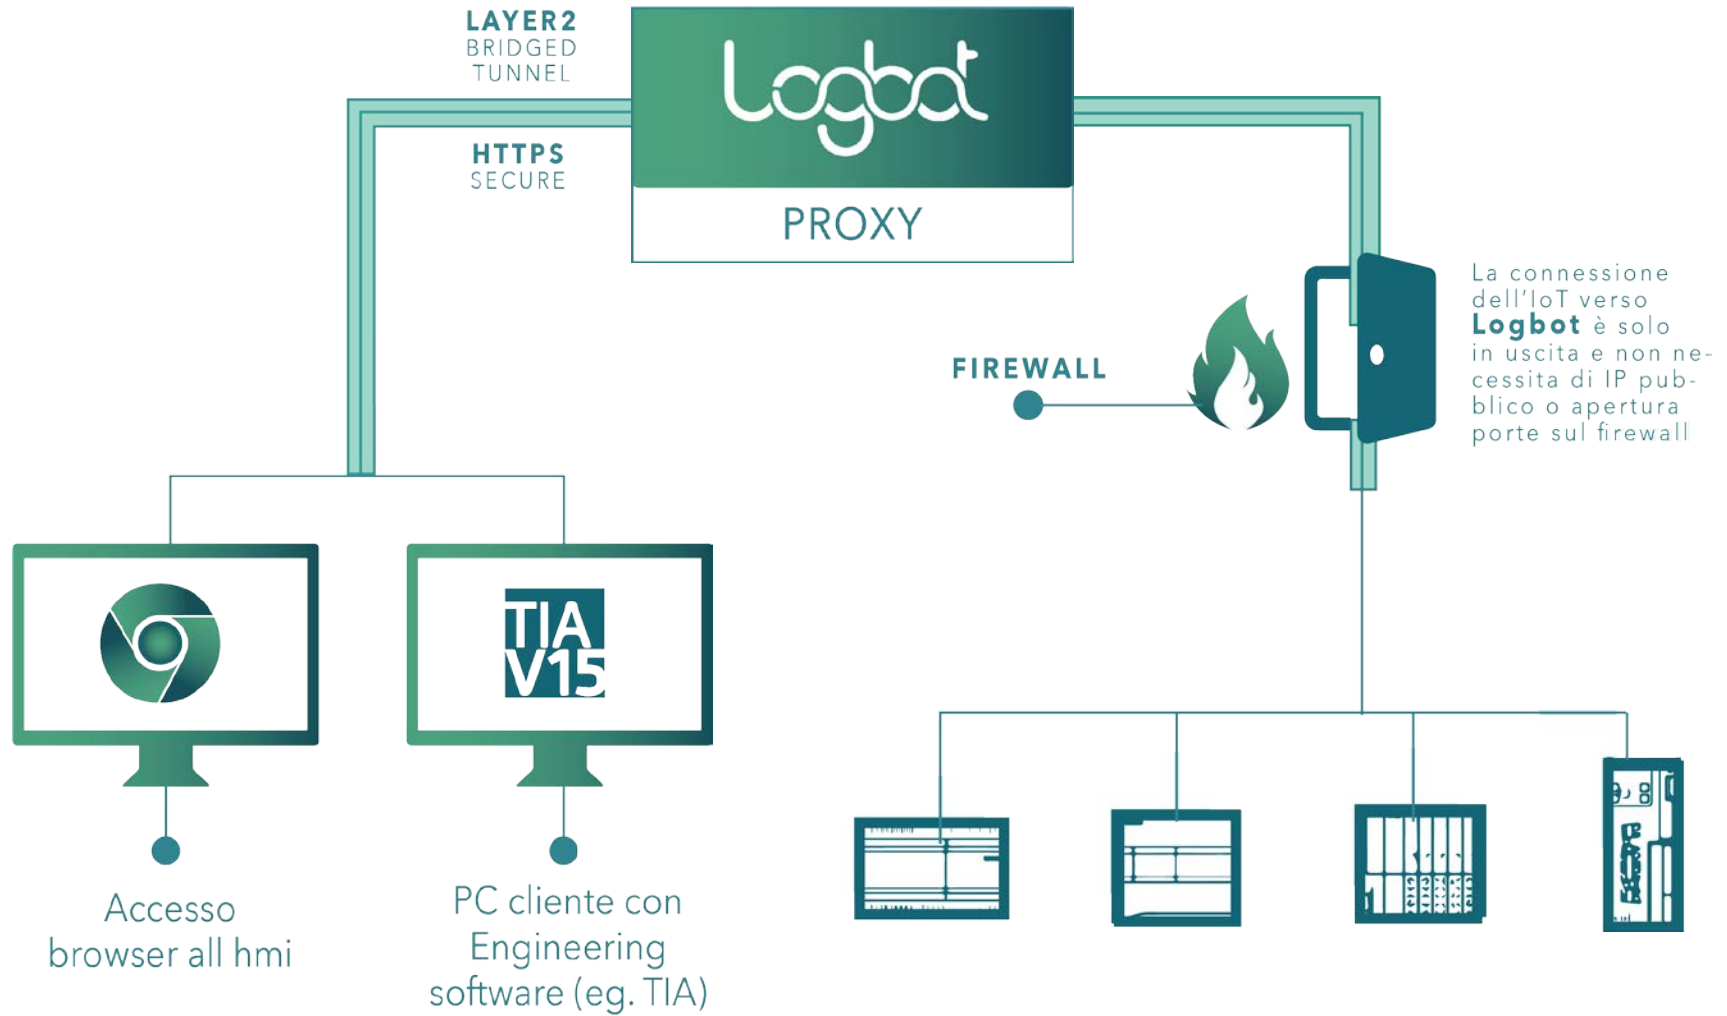 LAYER2
BRIDGED
TUNNEL
HTTPS
SECURE
Logbot
PROXY
FIREWALL
La connessione
dell'IoT verso
Logbot è solo
in uscita e non ne-
cessita di IP pub-
blico o apertura
porte sul firewall
TIA
V15
Accesso
browser all hmi
PC cliente con
Engineering
software (eg. TIA)